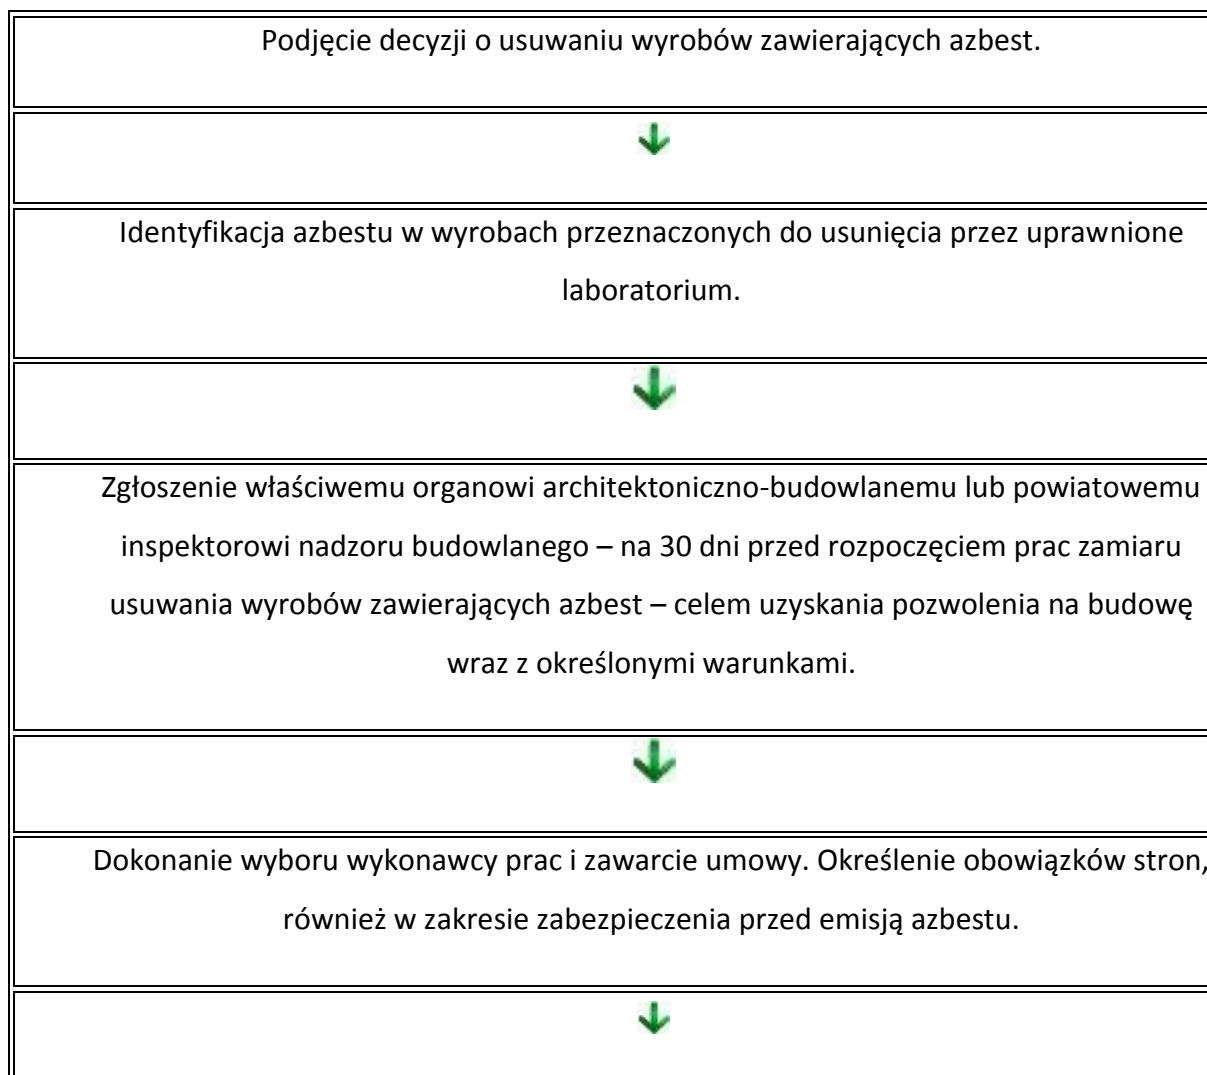 Podjęcie decyzji o usuwaniu wyrobów zawierających azbest.
Identyfikacja azbestu w wyrobach przeznaczonych do usunięcia przez uprawnione
laboratorium.
Zgłoszenie właściwemu organowi architektoniczno-budowlanemu lub powiatowemu
inspektorowi nadzoru budowlanego – na 30 dni przed rozpoczęciem prac zamiaru
usuwania wyrobów zawierających azbest – celem uzyskania pozwolenia na budowę
wraz z określonymi warunkami.
Dokonanie wyboru wykonawcy prac i zawarcie umowy. Określenie obowiązków stron,
również w zakresie zabezpieczenia przed emisją azbestu.